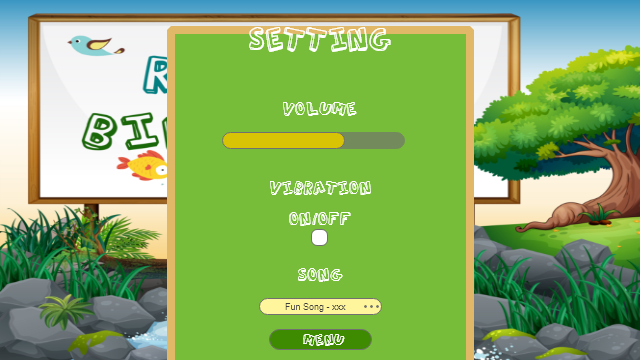 SETTING
VOLUME
VIBRATION
ON/OFF
SONG
Fun Song - xxx
MENU